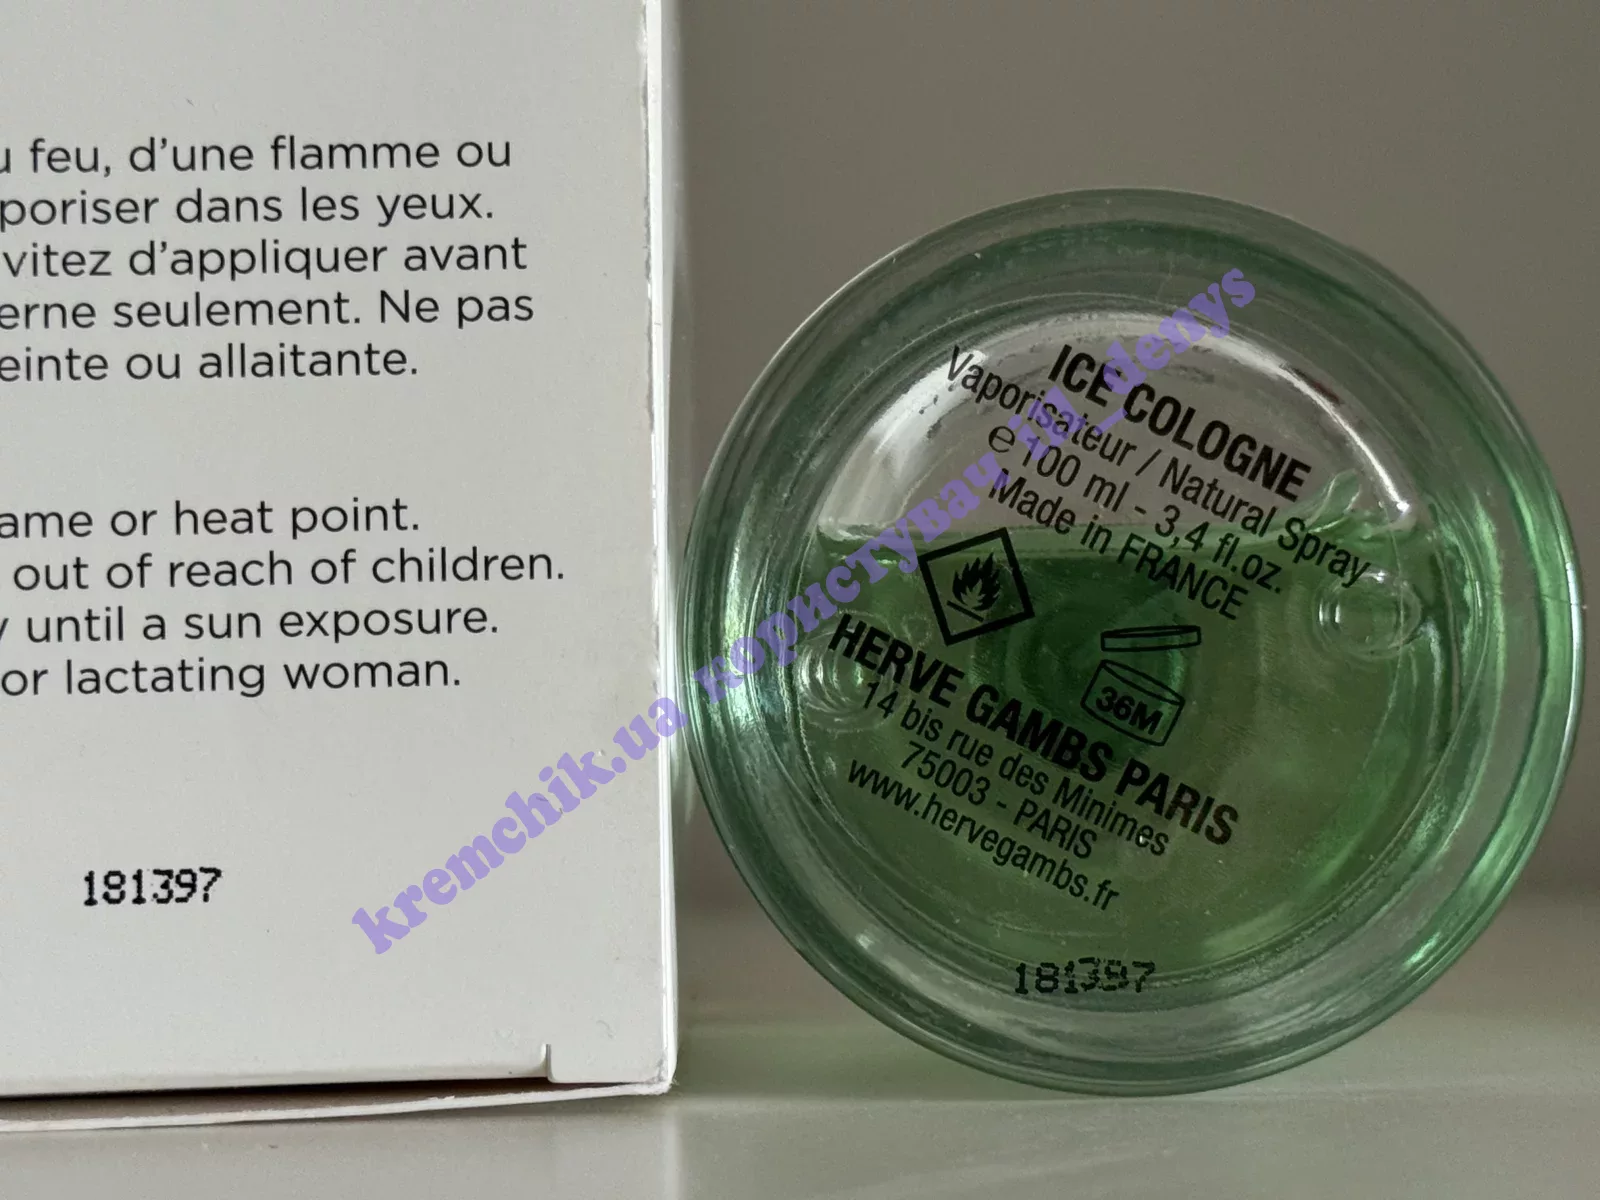 u feu, d'une flamme ou
poriser dans les yeux.
vitez d'appliquer avant
erne seulement. Ne pas
einte ou allaitante.
ame or heat point.
out of reach of children.
y until a sun exposure.
or lactating woman.
181397
ICE COLOGNE
Vaporisateur / Natural Spray
℮ 100 ml - 3,4 fl.oz.
Made in FRANCE
36M
HERVE GAMBS PARIS
14 bis rue des Minimes
75003 - PARIS
www.hervegambs.fr
181397
kremchik.ua користувач id_denys